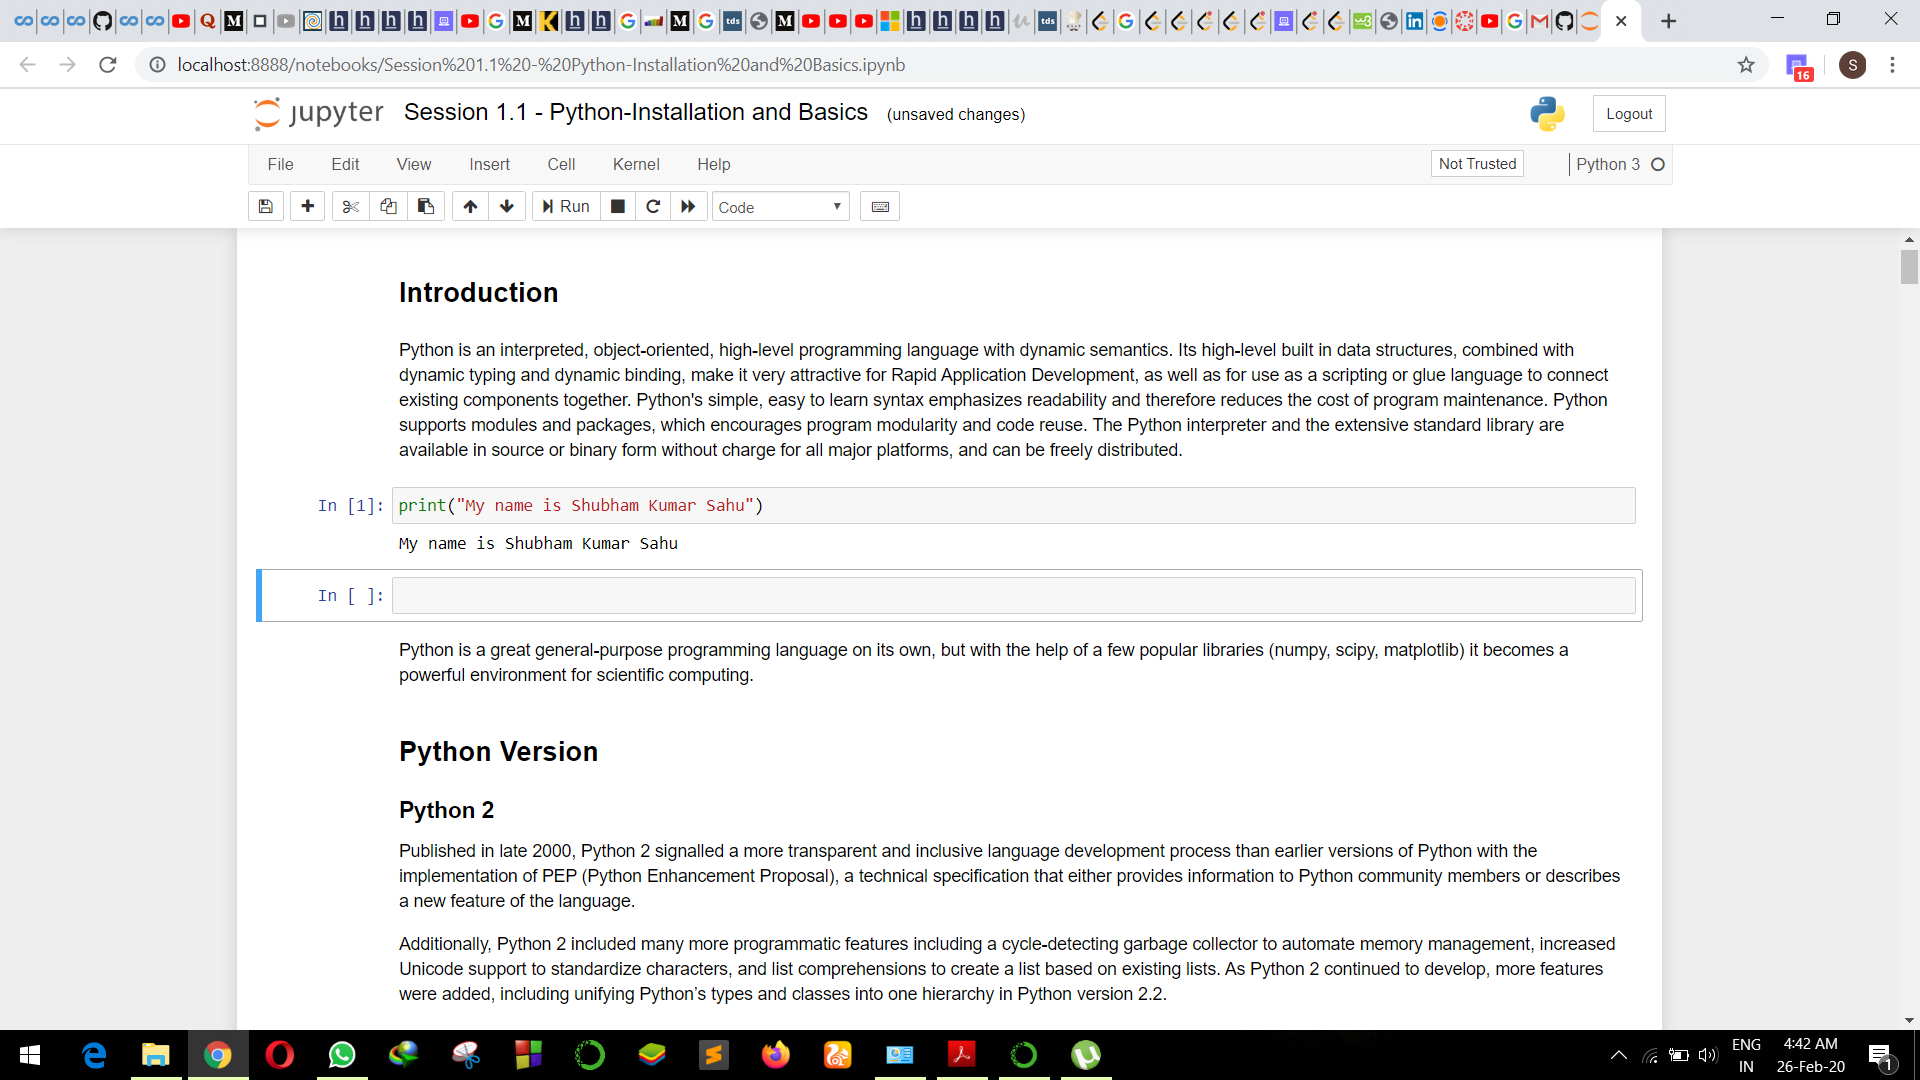 localhost:8888/notebooks/Session%201.1%20-%20Python-Installation%20and%20Basics.ipynb
16
S
jupyter Session 1.1 - Python-Installation and Basics (unsaved changes)
Logout
File Edit View Insert Cell Kernel Help
Not Trusted
Python 3
Run
Code
Introduction
Python is an interpreted, object-oriented, high-level programming language with dynamic semantics. Its high-level built in data structures, combined with
dynamic typing and dynamic binding, make it very attractive for Rapid Application Development, as well as for use as a scripting or glue language to connect
existing components together. Python's simple, easy to learn syntax emphasizes readability and therefore reduces the cost of program maintenance. Python
supports modules and packages, which encourages program modularity and code reuse. The Python interpreter and the extensive standard library are
available in source or binary form without charge for all major platforms, and can be freely distributed.
In [1]: print("My name is Shubham Kumar Sahu")
My name is Shubham Kumar Sahu
In [ ]:
Python is a great general-purpose programming language on its own, but with the help of a few popular libraries (numpy, scipy, matplotlib) it becomes a
powerful environment for scientific computing.
Python Version
Python 2
Published in late 2000, Python 2 signalled a more transparent and inclusive language development process than earlier versions of Python with the
implementation of PEP (Python Enhancement Proposal), a technical specification that either provides information to Python community members or describes
a new feature of the language.
Additionally, Python 2 included many more programmatic features including a cycle-detecting garbage collector to automate memory management, increased
Unicode support to standardize characters, and list comprehensions to create a list based on existing lists. As Python 2 continued to develop, more features
were added, including unifying Python’s types and classes into one hierarchy in Python version 2.2.
ENG
IN
4:42 AM
26-Feb-20
1